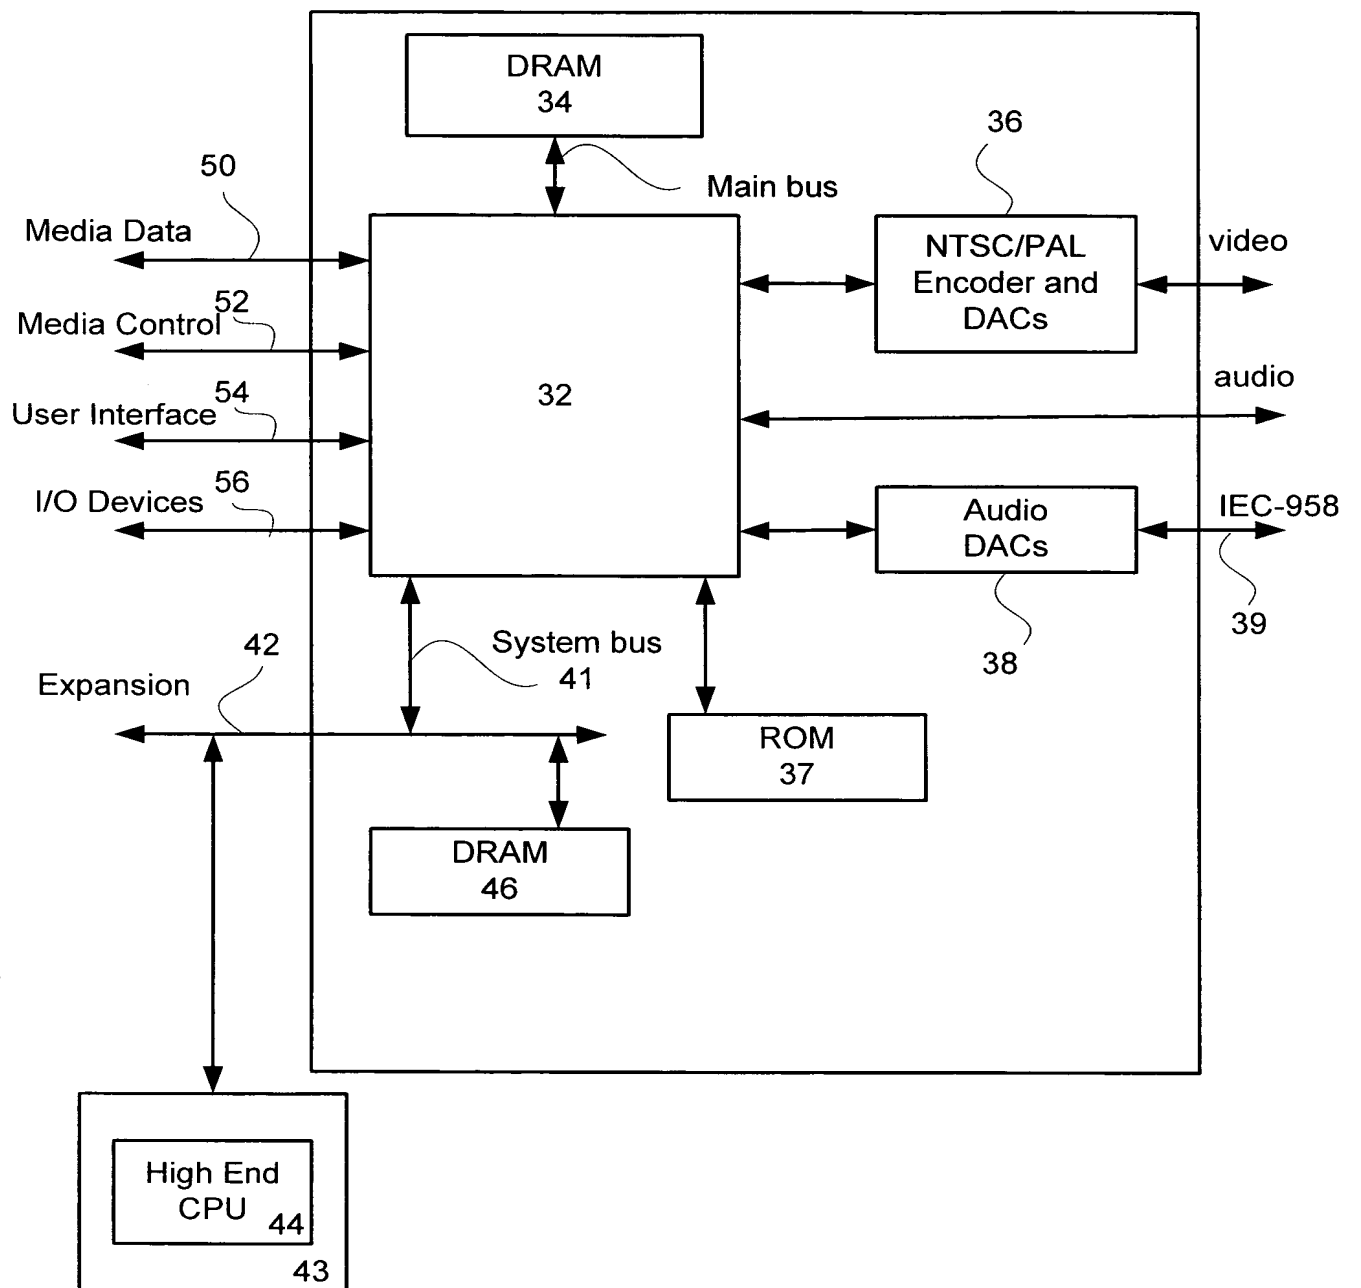 DRAM
34
Main bus
36
50
Media Data
NTSC/PAL
Encoder and
DACs
video
52
Media Control
32
audio
54
User Interface
56
I/O Devices
Audio
DACs
IEC-958
39
38
System bus
41
42
Expansion
ROM
37
DRAM
46
High End
CPU
44
43